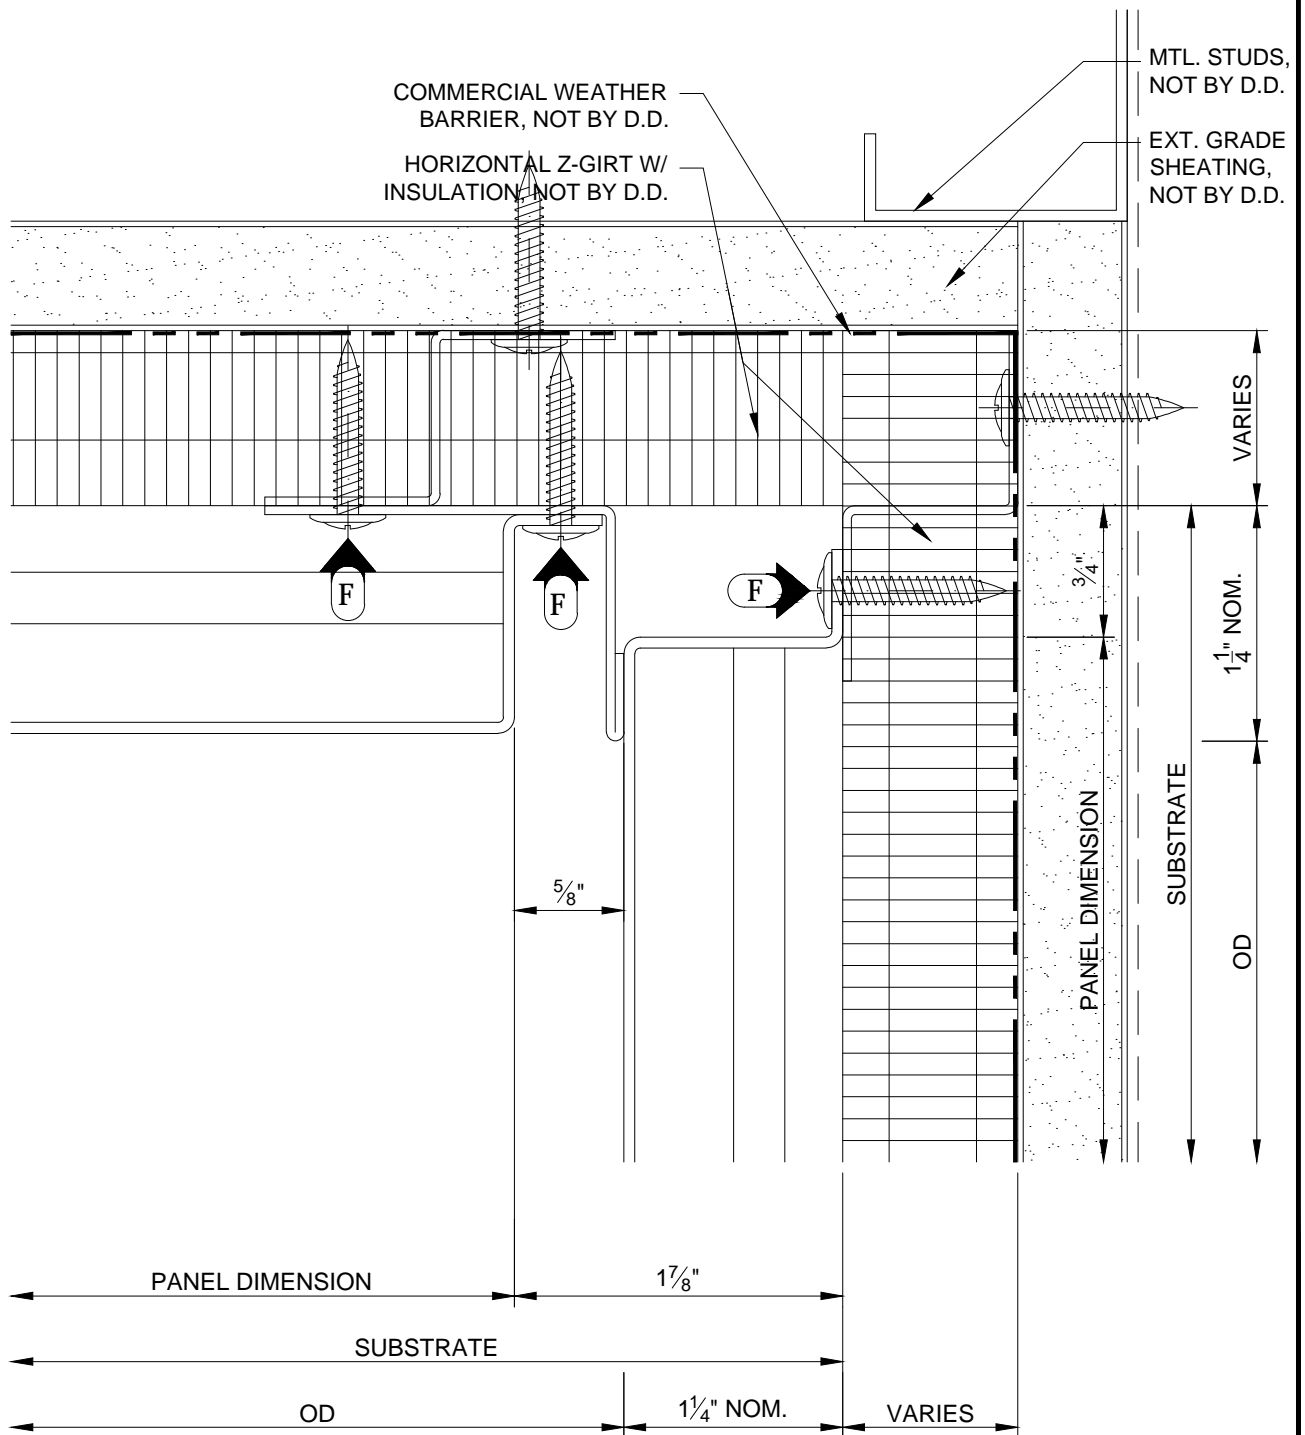 MTL. STUDS,
NOT BY D.D.
COMMERCIAL WEATHER
BARRIER, NOT BY D.D.
EXT. GRADE
SHEATING,
NOT BY D.D.
HORIZONTAL Z-GIRT W/
INSULATION, NOT BY D.D.
VARIES
3/4"
1 1/4" NOM.
F
F
F
PANEL DIMENSION
SUBSTRATE
OD
5/8"
PANEL DIMENSION
1 7/8"
SUBSTRATE
OD
1 1/4" NOM.
VARIES